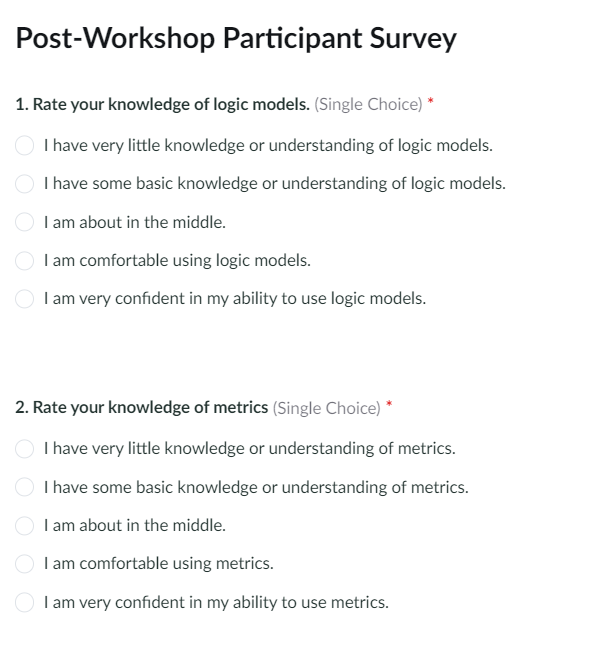 Post-Workshop Participant Survey
1. Rate your knowledge of logic models. (Single Choice) *
I have very little knowledge or understanding of logic models.
I have some basic knowledge or understanding of logic models.
I am about in the middle.
I am comfortable using logic models.
I am very confident in my ability to use logic models.
2. Rate your knowledge of metrics (Single Choice) *
I have very little knowledge or understanding of metrics.
I have some basic knowledge or understanding of metrics.
I am about in the middle.
I am comfortable using metrics.
I am very confident in my ability to use metrics.